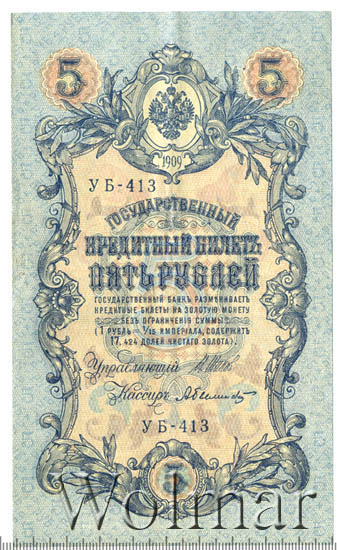 5 5
1909
УБ-413
ГОСУДАРСТВЕННЫЙ
КРЕДИТНЫЙ БИЛЕТЪ
ПЯТЬ РУБЛЕЙ
ГОСУДАРСТВЕННЫЙ БАНКЪ РАЗМѢНИВАЕТЪ
КРЕДИТНЫЕ БИЛЕТЫ НА ЗОЛОТУЮ МОНЕТУ
БЕЗЪ ОГРАНИЧЕНІЯ СУММЫ
(1 РУБЛЬ = 1/15 ИМПЕРІАЛА, СОДЕРЖИТЪ
17,424 ДОЛЕЙ ЧИСТАГО ЗОЛОТА).
Управляющій
Кассиръ
УБ-413
5
Wolmar